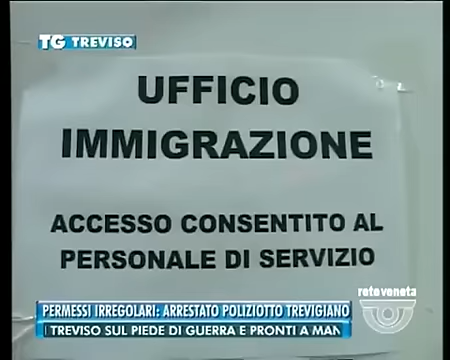 TG TREVISO
UFFICIO
IMMIGRAZIONE
ACCESSO CONSENTITO AL
PERSONALE DI SERVIZIO
reteveneta
PERMESSI IRREGOLARI: ARRESTATO POLIZIOTTO TREVIGIANO
I TREVISO SUL PIEDE DI GUERRA E PRONTI A MAN